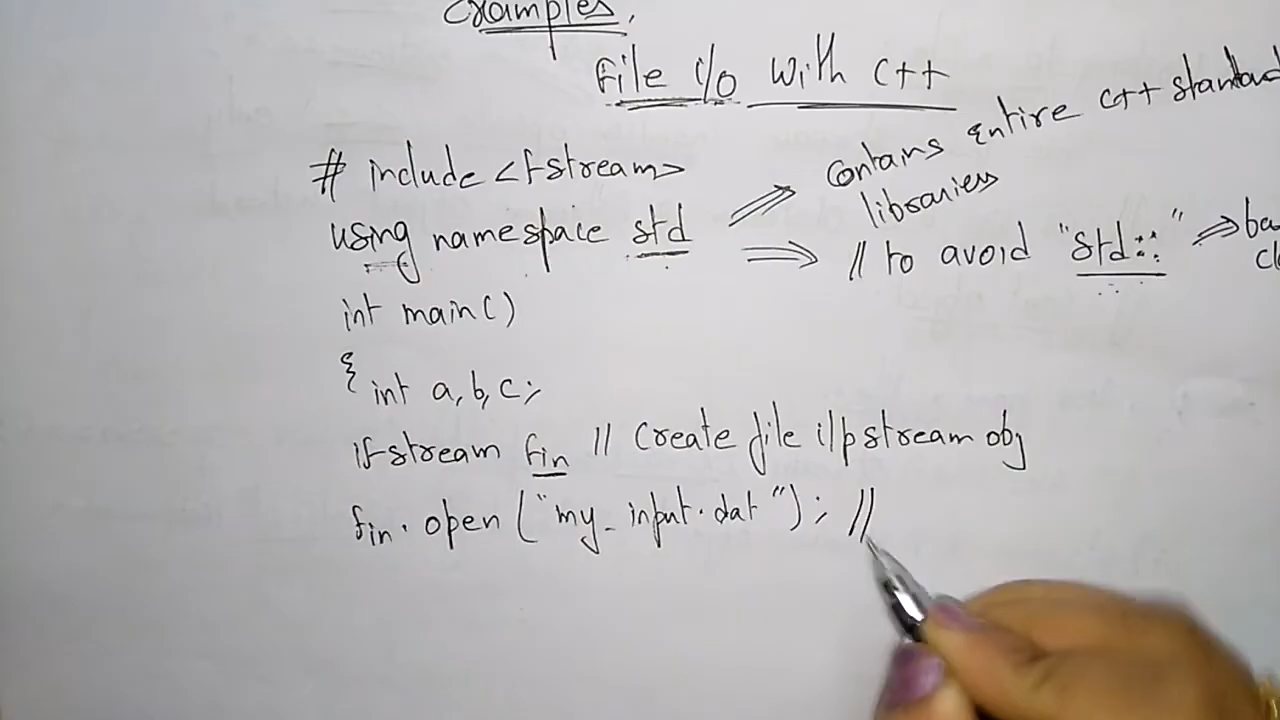 Examples.
File i/o with C++
# include <fstream>
using namespace std ⇒ Contains entire C++ standard
libraries
⇒ // to avoid "std::" ⇒
int main()
{ int a, b, c;
ifstream fin // Create file i/p stream obj
fin. open ("my_input.dat"); //